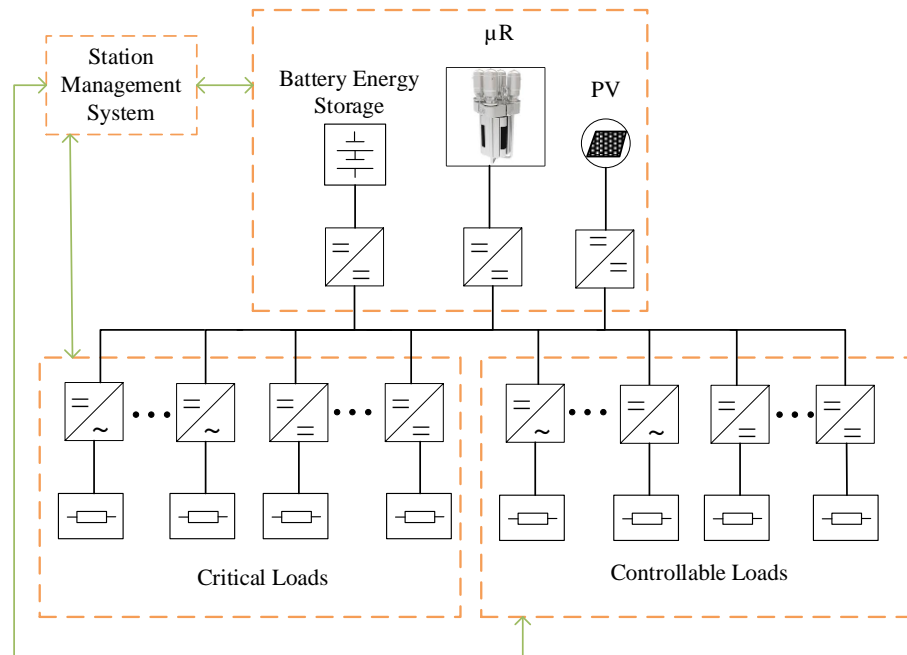 Station
Management
System
Battery Energy
Storage
µR
PV
Critical Loads
Controllable Loads